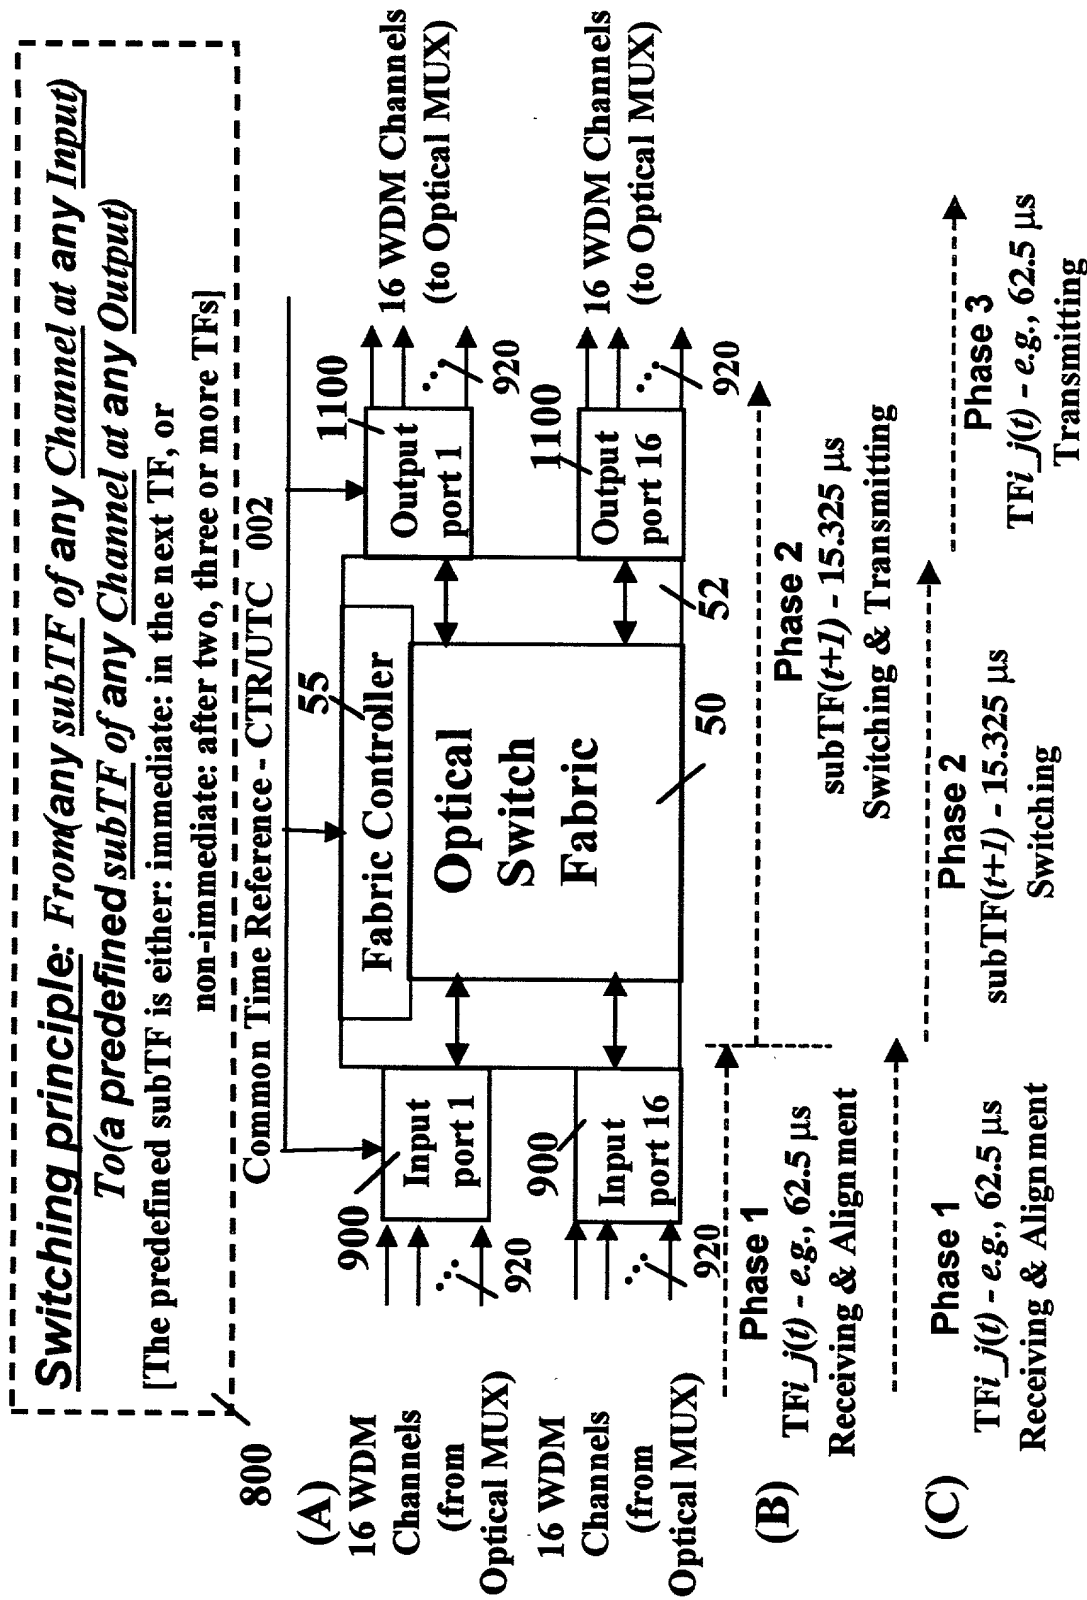 Switching principle: From(any subTF of any Channel at any Input)
To(a predefined subTF of any Channel at any Output)
[The predefined subTF is either: immediate: in the next TF, or
non-immediate: after two, three or more TFs]
800
Common Time Reference - CTR/UTC 002
(A)
16 WDM
Channels
(from
Optical MUX)
16 WDM
Channels
(from
Optical MUX)
900
Input
port 1
920
900
Input
port 16
920
55
Fabric Controller
Optical
Switch
Fabric
50
52
1100
Output
port 1
920
1100
Output
port 16
920
16 WDM Channels
(to Optical MUX)
16 WDM Channels
(to Optical MUX)
(B)
Phase 1
TFi_j(t) - e.g., 62.5 µs
Receiving & Alignment
Phase 2
subTF(t+1) - 15.325 µs
Switching & Transmitting
(C)
Phase 1
TFi_j(t) - e.g., 62.5 µs
Receiving & Alignment
Phase 2
subTF(t+1) - 15.325 µs
Switching
Phase 3
TFi_j(t) - e.g., 62.5 µs
Transmitting